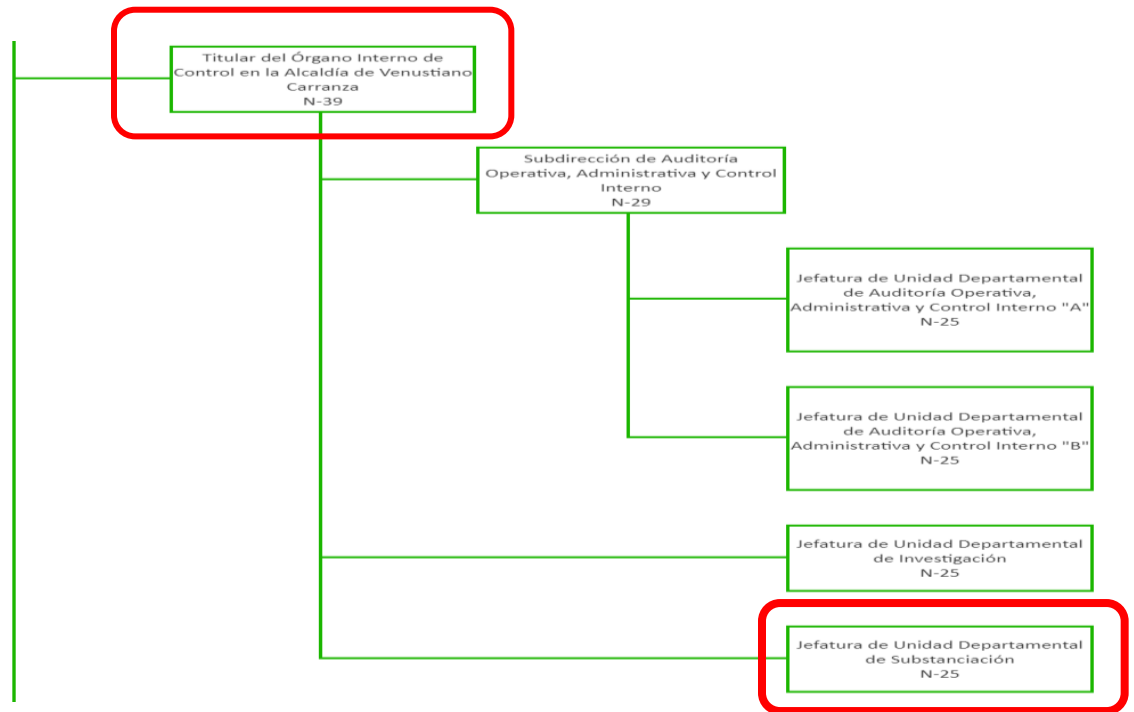 Titular del Órgano Interno de
Control en la Alcaldía de Venustiano
Carranza
N-39
Subdirección de Auditoría
Operativa, Administrativa y Control
Interno
N-29
Jefatura de Unidad Departamental
de Auditoría Operativa,
Administrativa y Control Interno "A"
N-25
Jefatura de Unidad Departamental
de Auditoría Operativa,
Administrativa y Control Interno "B"
N-25
Jefatura de Unidad Departamental
de Investigación
N-25
Jefatura de Unidad Departamental
de Substanciación
N-25